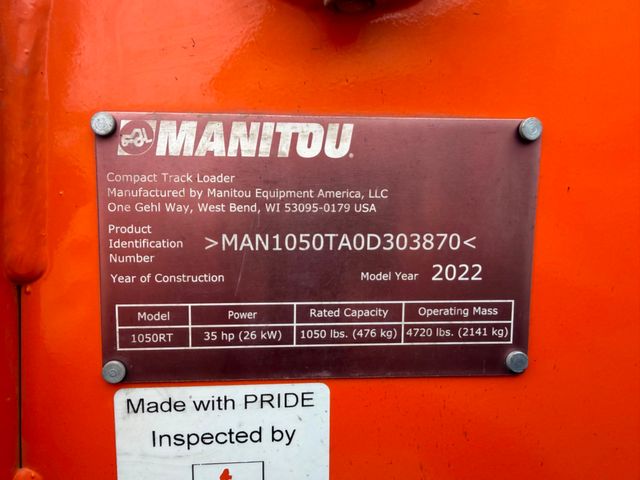 MANITOU
Compact Track Loader
Manufactured by Manitou Equipment America, LLC
One Gehl Way, West Bend, WI 53095-0179 USA
Product
Identification >MAN1050TA0D303870<
Number
Year of Construction Model Year 2022
Model Power Rated Capacity Operating Mass
1050RT 35 hp (26 kW) 1050 lbs. (476 kg) 4720 lbs. (2141 kg)
Made with PRIDE
Inspected by